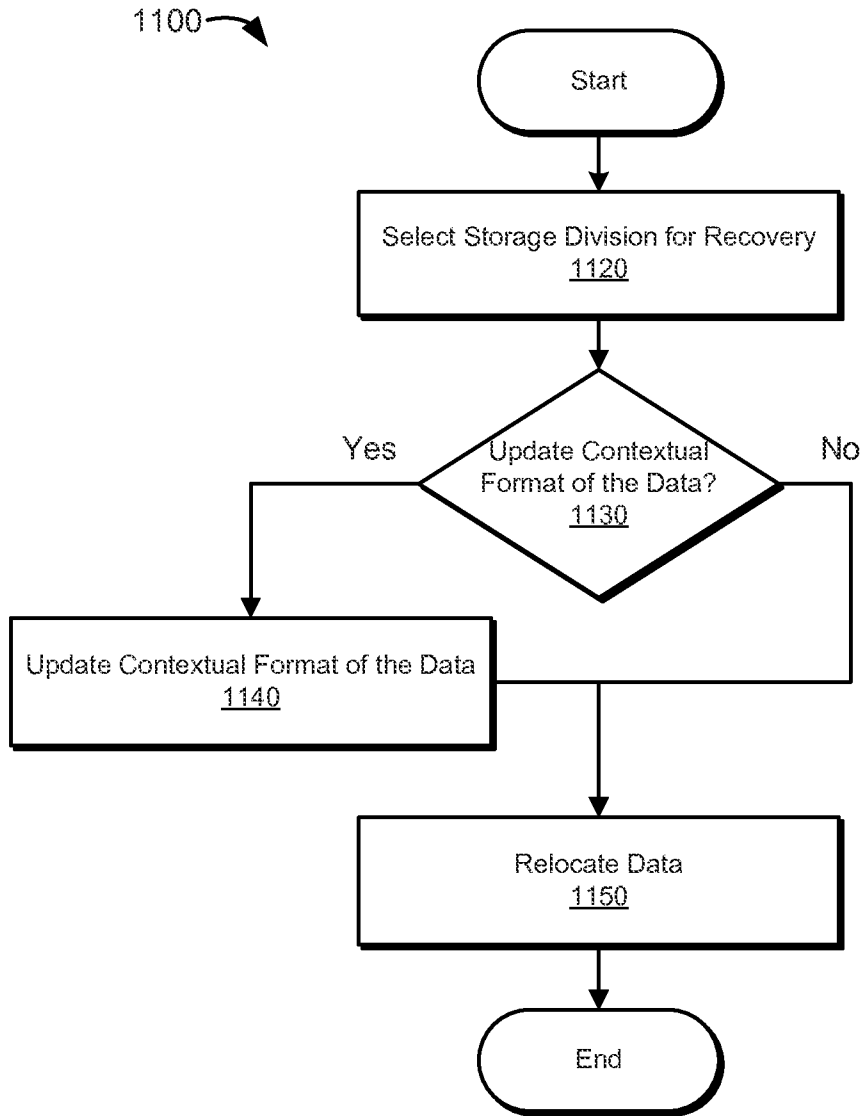 1100
Start
Select Storage Division for Recovery
1120
Yes
Update Contextual
No
Format of the Data?
1130
Update Contextual Format of the Data
1140
Relocate Data
1150
End